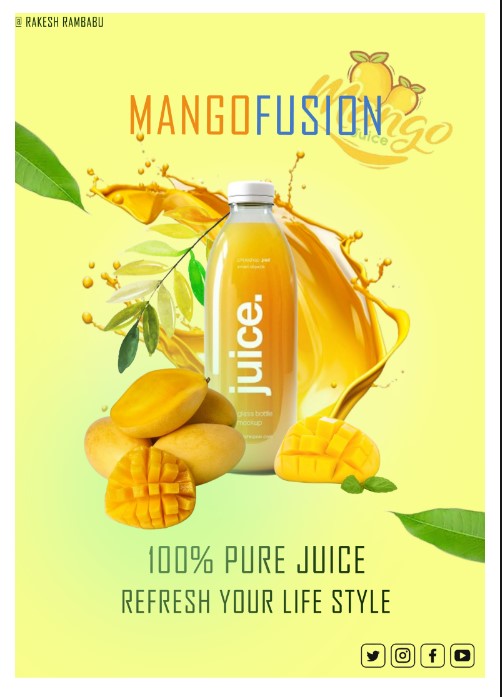 @ RAKESH RAMBABU
MANGOFUSION
Mango
Juice
juice.
glass bottle
mockup
100% PURE JUICE
REFRESH YOUR LIFE STYLE